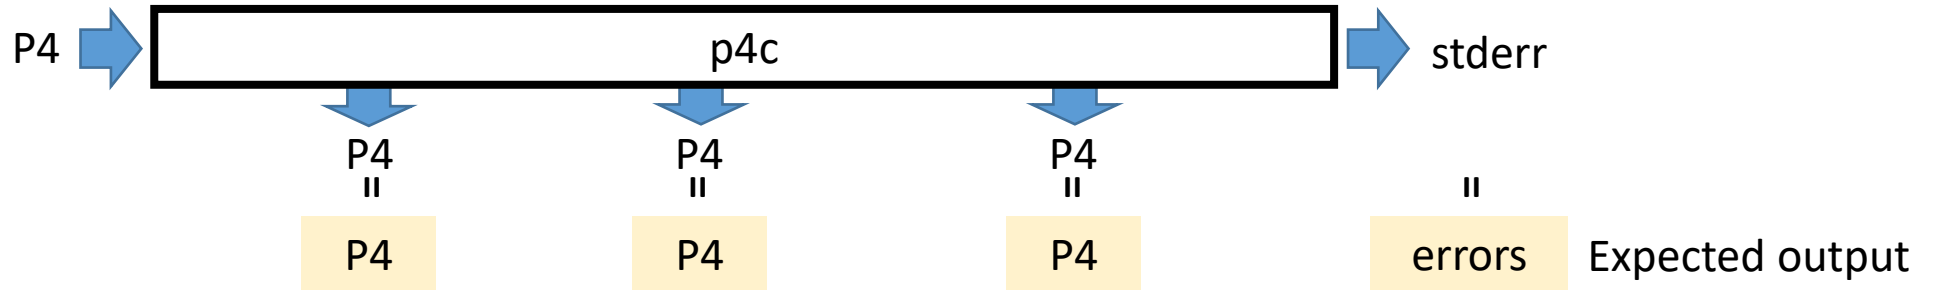 P4 p4c stderr
P4 P4 P4
= = = =
P4 P4 P4 errors Expected output